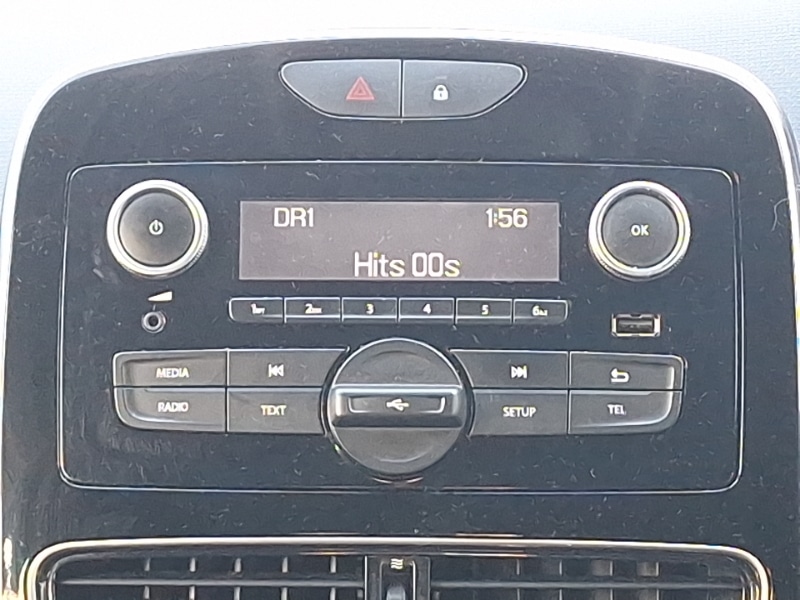 DR1 1:56
Hits 00s
OK
1 2 3 4 5 6
MEDIA
RADIO TEXT SETUP TEL